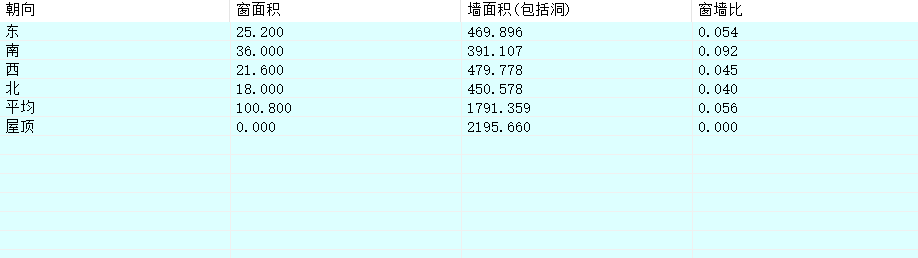 朝向 窗面积 墙面积(包括洞) 窗墙比
东 25.200 469.896 0.054
南 36.000 391.107 0.092
西 21.600 479.778 0.045
北 18.000 450.578 0.040
平均 100.800 1791.359 0.056
屋顶 0.000 2195.660 0.000